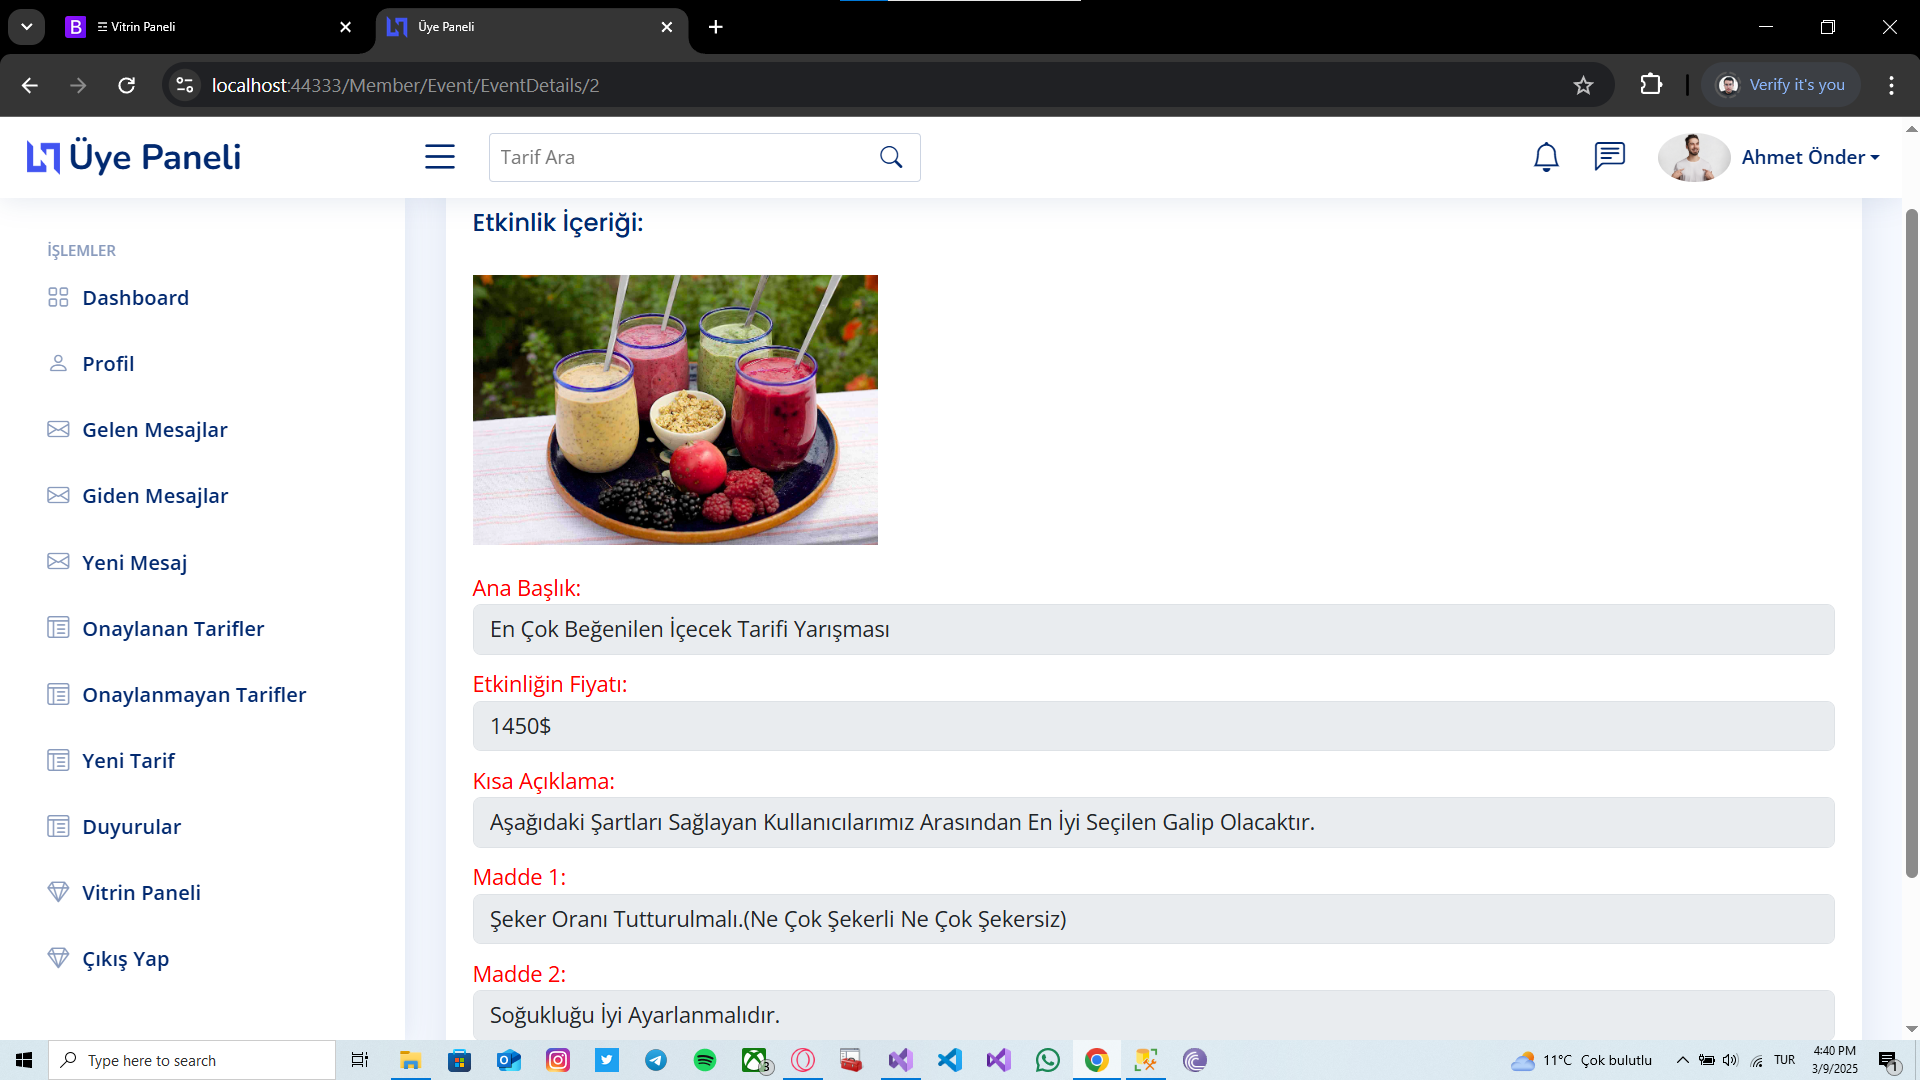 Vitrin Paneli
Üye Paneli
localhost:44333/Member/Event/EventDetails/2
Verify it's you
Üye Paneli
Tarif Ara
Ahmet Önder
İŞLEMLER
Dashboard
Profil
Gelen Mesajlar
Giden Mesajlar
Yeni Mesaj
Onaylanan Tarifler
Onaylanmayan Tarifler
Yeni Tarif
Duyurular
Vitrin Paneli
Çıkış Yap
Etkinlik İçeriği:
Ana Başlık:
En Çok Beğenilen İçecek Tarifi Yarışması
Etkinliğin Fiyatı:
1450$
Kısa Açıklama:
Aşağıdaki Şartları Sağlayan Kullanıcılarımız Arasından En İyi Seçilen Galip Olacaktır.
Madde 1:
Şeker Oranı Tutturulmalı.(Ne Çok Şekerli Ne Çok Şekersiz)
Madde 2:
Soğukluğu İyi Ayarlanmalıdır.
Type here to search
3
11°C Çok bulutlu
TUR
4:40 PM
3/9/2025
1